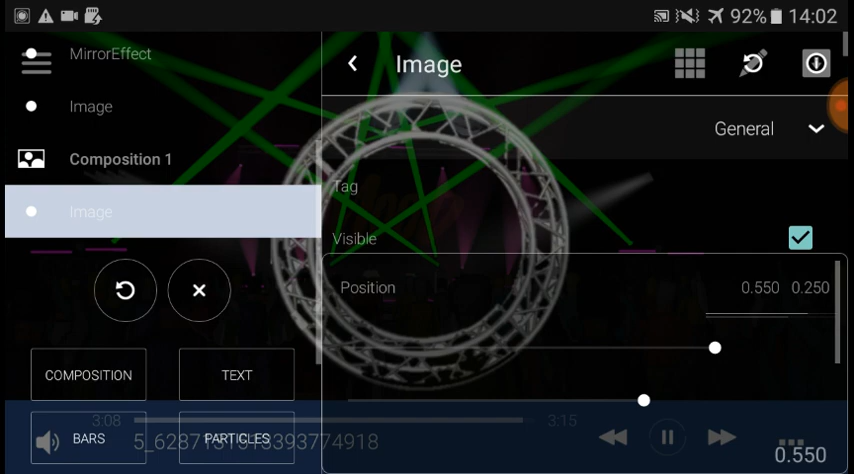 92% 14:02
MirrorEffect
Image
Image
General
Composition 1
Tag
Image
Visible
Position
0.550 0.250
COMPOSITION
TEXT
3:08
3:15
BARS
PARTICLES
0.550